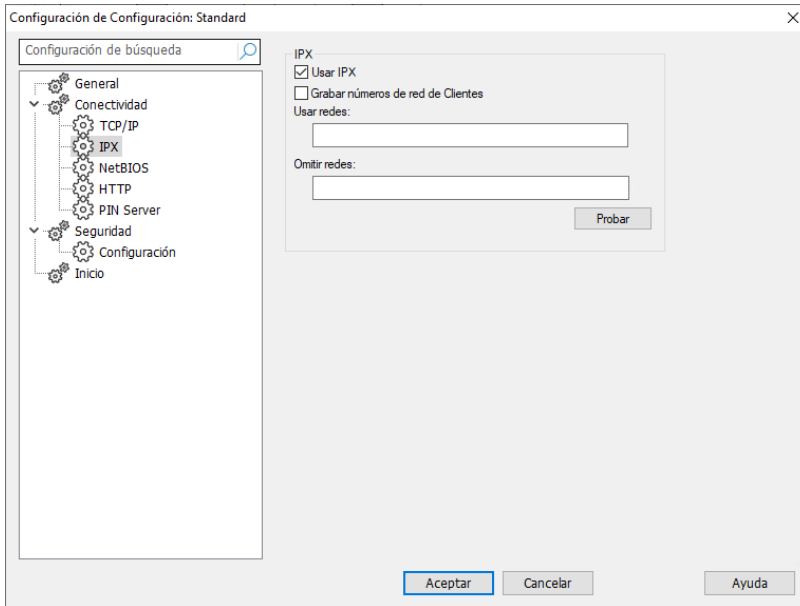 Configuración de Configuración: Standard
Configuración de búsqueda
General
Conectividad
TCP/IP
IPX
NetBIOS
HTTP
PIN Server
Seguridad
Configuración
Inicio
IPX
Usar IPX
Grabar números de red de Clientes
Usar redes:
Omitir redes:
Probar
Aceptar
Cancelar
Ayuda